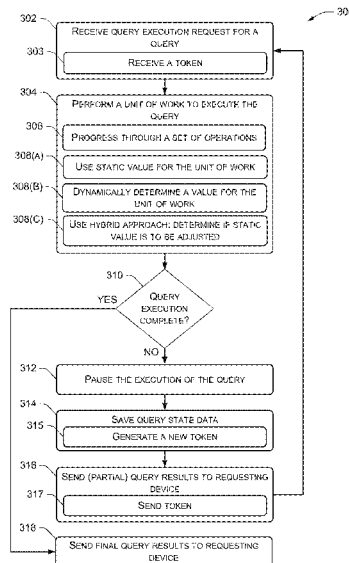 30
302
RECEIVE QUERY EXECUTION REQUEST FOR A
QUERY
303
RECEIVE A TOKEN
304
PERFORM A UNIT OF WORK TO EXECUTE THE
QUERY
306
PROGRESS THROUGH A SET OF OPERATIONS
308(A)
USE STATIC VALUE FOR THE UNIT OF WORK
308(B)
DYNAMICALLY DETERMINE A VALUE FOR THE
UNIT OF WORK
308(C)
USE HYBRID APPROACH: DETERMINE IF STATIC
VALUE IS TO BE ADJUSTED
310
YES
QUERY
EXECUTION
COMPLETE?
NO
312
PAUSE THE EXECUTION OF THE QUERY
314
SAVE QUERY STATE DATA
315
GENERATE A NEW TOKEN
316
SEND (PARTIAL) QUERY RESULTS TO REQUESTING
DEVICE
317
SEND TOKEN
318
SEND FINAL QUERY RESULTS TO REQUESTING
DEVICE